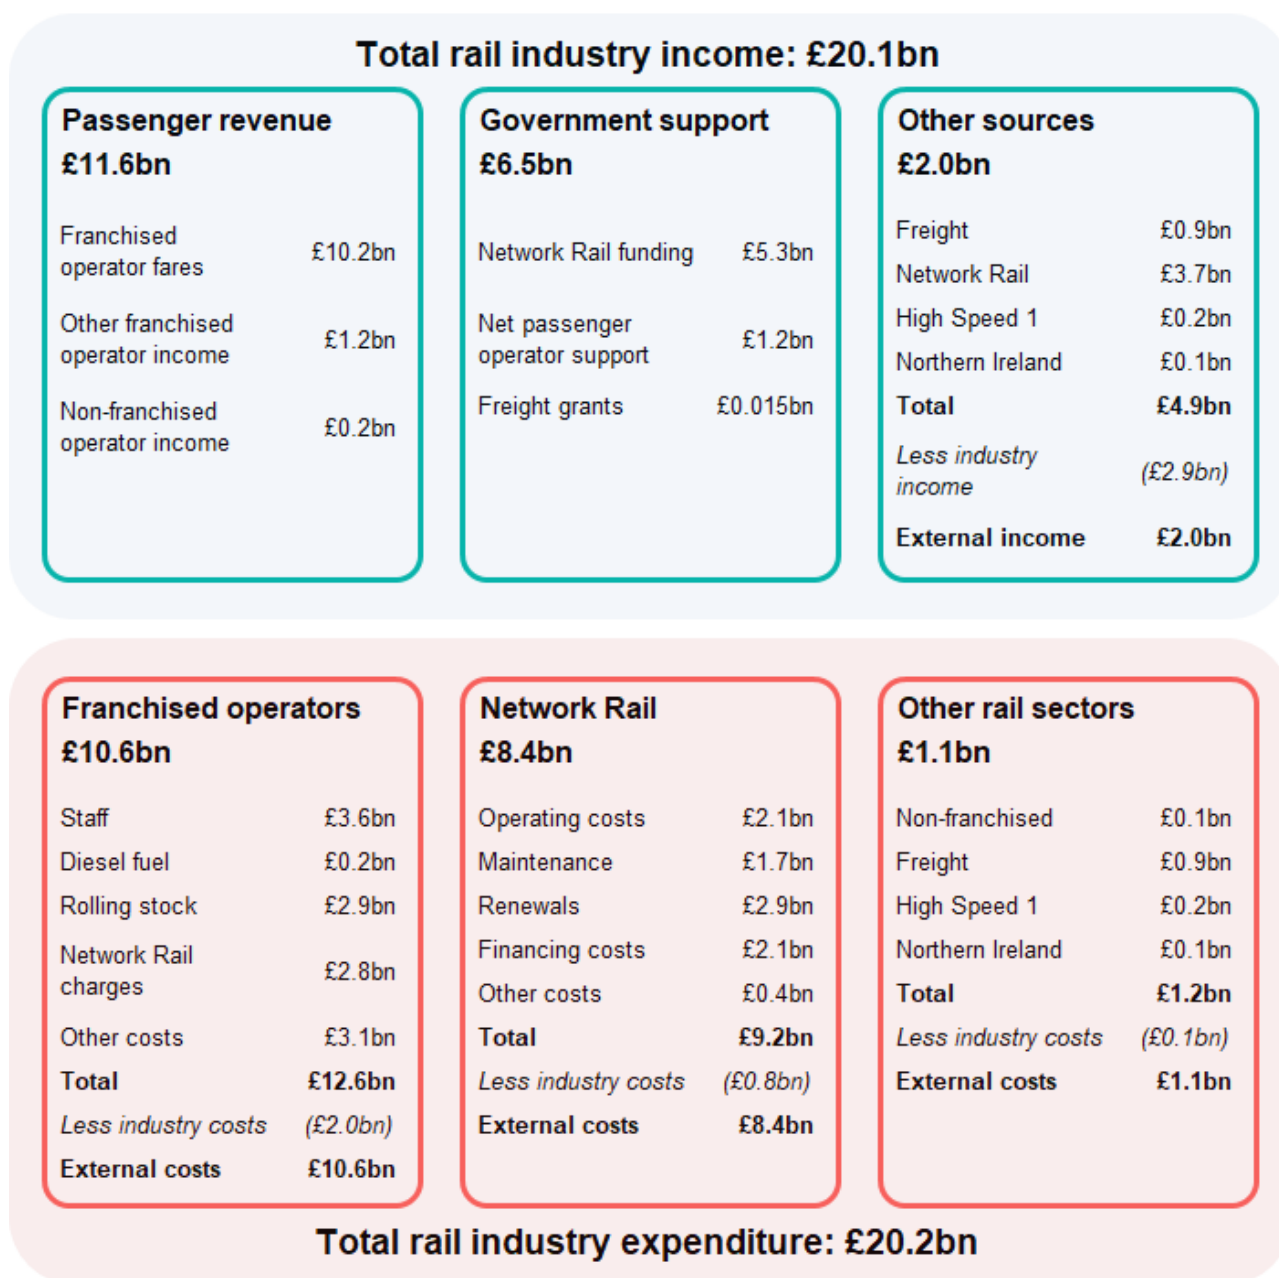 Total rail industry income: £20.1bn
Passenger revenue
£11.6bn
Franchised
operator fares £10.2bn
Other franchised
operator income £1.2bn
Non-franchised
operator income £0.2bn
Government support
£6.5bn
Network Rail funding £5.3bn
Net passenger
operator support £1.2bn
Freight grants £0.015bn
Other sources
£2.0bn
Freight £0.9bn
Network Rail £3.7bn
High Speed 1 £0.2bn
Northern Ireland £0.1bn
Total £4.9bn
Less industry
income (£2.9bn)
External income £2.0bn
Franchised operators
£10.6bn
Staff £3.6bn
Diesel fuel £0.2bn
Rolling stock £2.9bn
Network Rail
charges £2.8bn
Other costs £3.1bn
Total £12.6bn
Less industry costs (£2.0bn)
External costs £10.6bn
Network Rail
£8.4bn
Operating costs £2.1bn
Maintenance £1.7bn
Renewals £2.9bn
Financing costs £2.1bn
Other costs £0.4bn
Total £9.2bn
Less industry costs (£0.8bn)
External costs £8.4bn
Other rail sectors
£1.1bn
Non-franchised £0.1bn
Freight £0.9bn
High Speed 1 £0.2bn
Northern Ireland £0.1bn
Total £1.2bn
Less industry costs (£0.1bn)
External costs £1.1bn
Total rail industry expenditure: £20.2bn